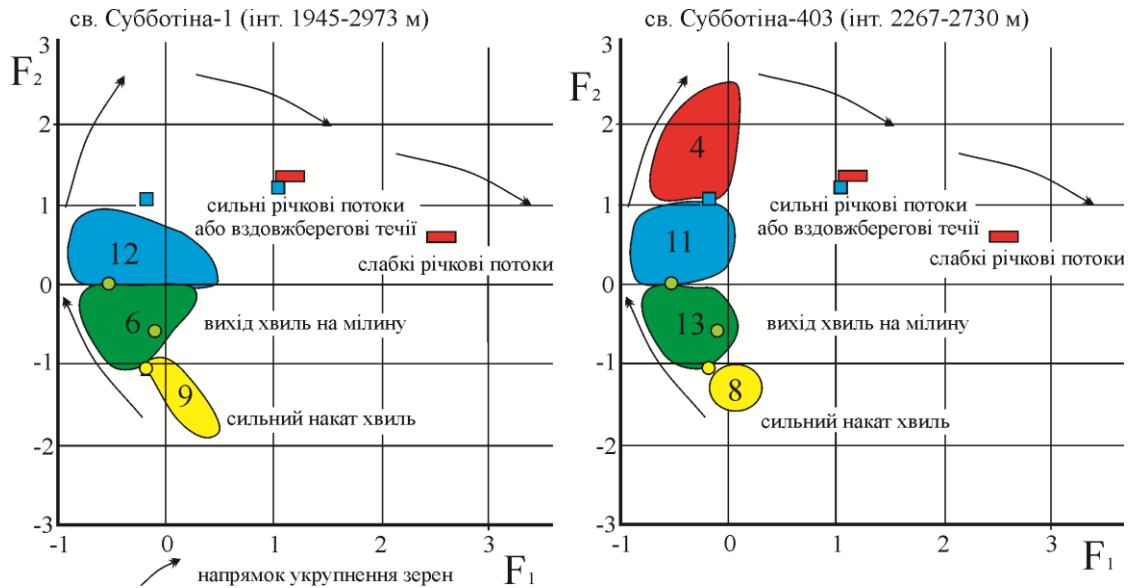 св. Субботіна-1 (інт. 1945-2973 м)
3
F2
2
1
0
-1
-2
-3
12
6
9
сильні річкові потоки
або вздовжберегові течії
слабкі річкові потоки
вихід хвиль на мілину
сильний накат хвиль
-1
0
1
2
3
F1
напрямок укрупнення зерен
св. Субботіна-403 (інт. 2267-2730 м)
3
F2
2
1
0
-1
-2
-3
4
11
13
8
сильні річкові потоки
або вздовжберегові течії
слабкі річкові потоки
вихід хвиль на мілину
сильний накат хвиль
-1
0
1
2
3
F1